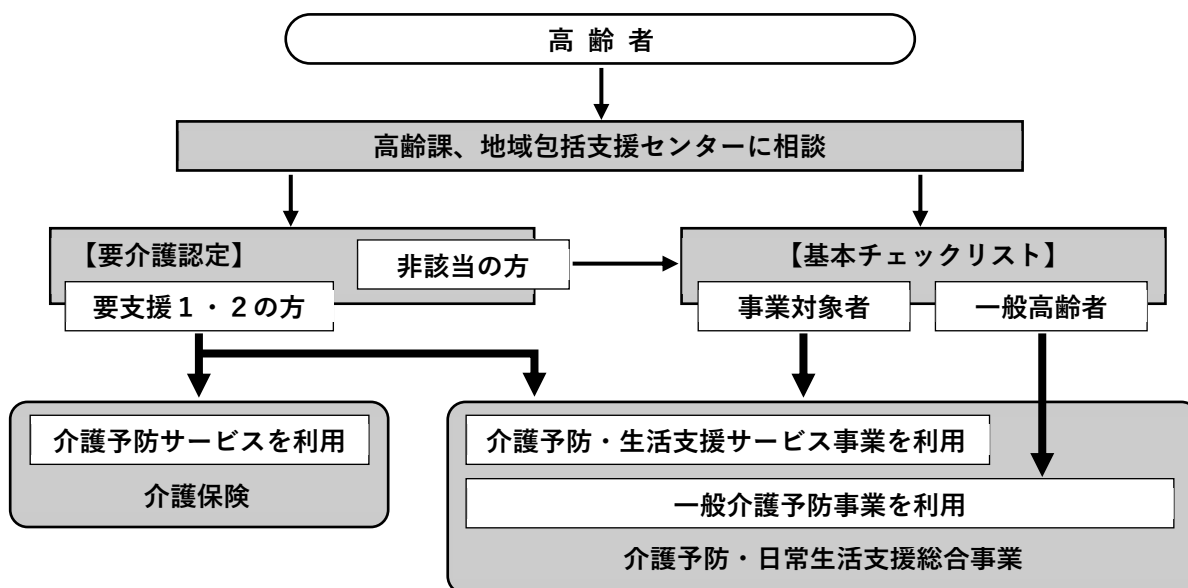 高 齢 者
高齢課、地域包括支援センターに相談
【要介護認定】
非該当の方
要支援１・２の方
【基本チェックリスト】
事業対象者
一般高齢者
介護予防サービスを利用
介護保険
介護予防・生活支援サービス事業を利用
一般介護予防事業を利用
介護予防・日常生活支援総合事業